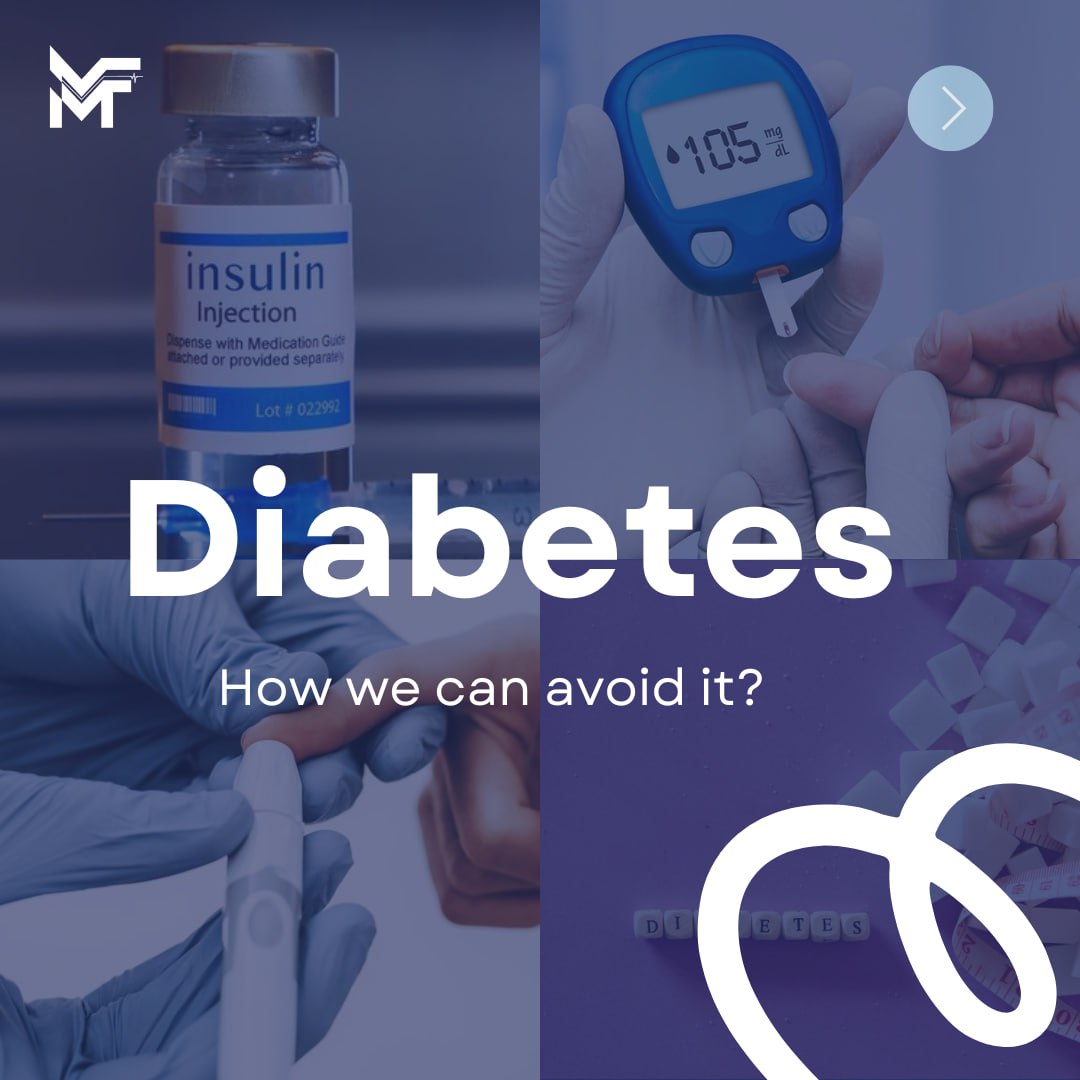 insulin
Injection
Dispense with Medication Guide
attached or provided separately
Lot # 022992
105 mg
dL
Diabetes
How we can avoid it?
DI ETES